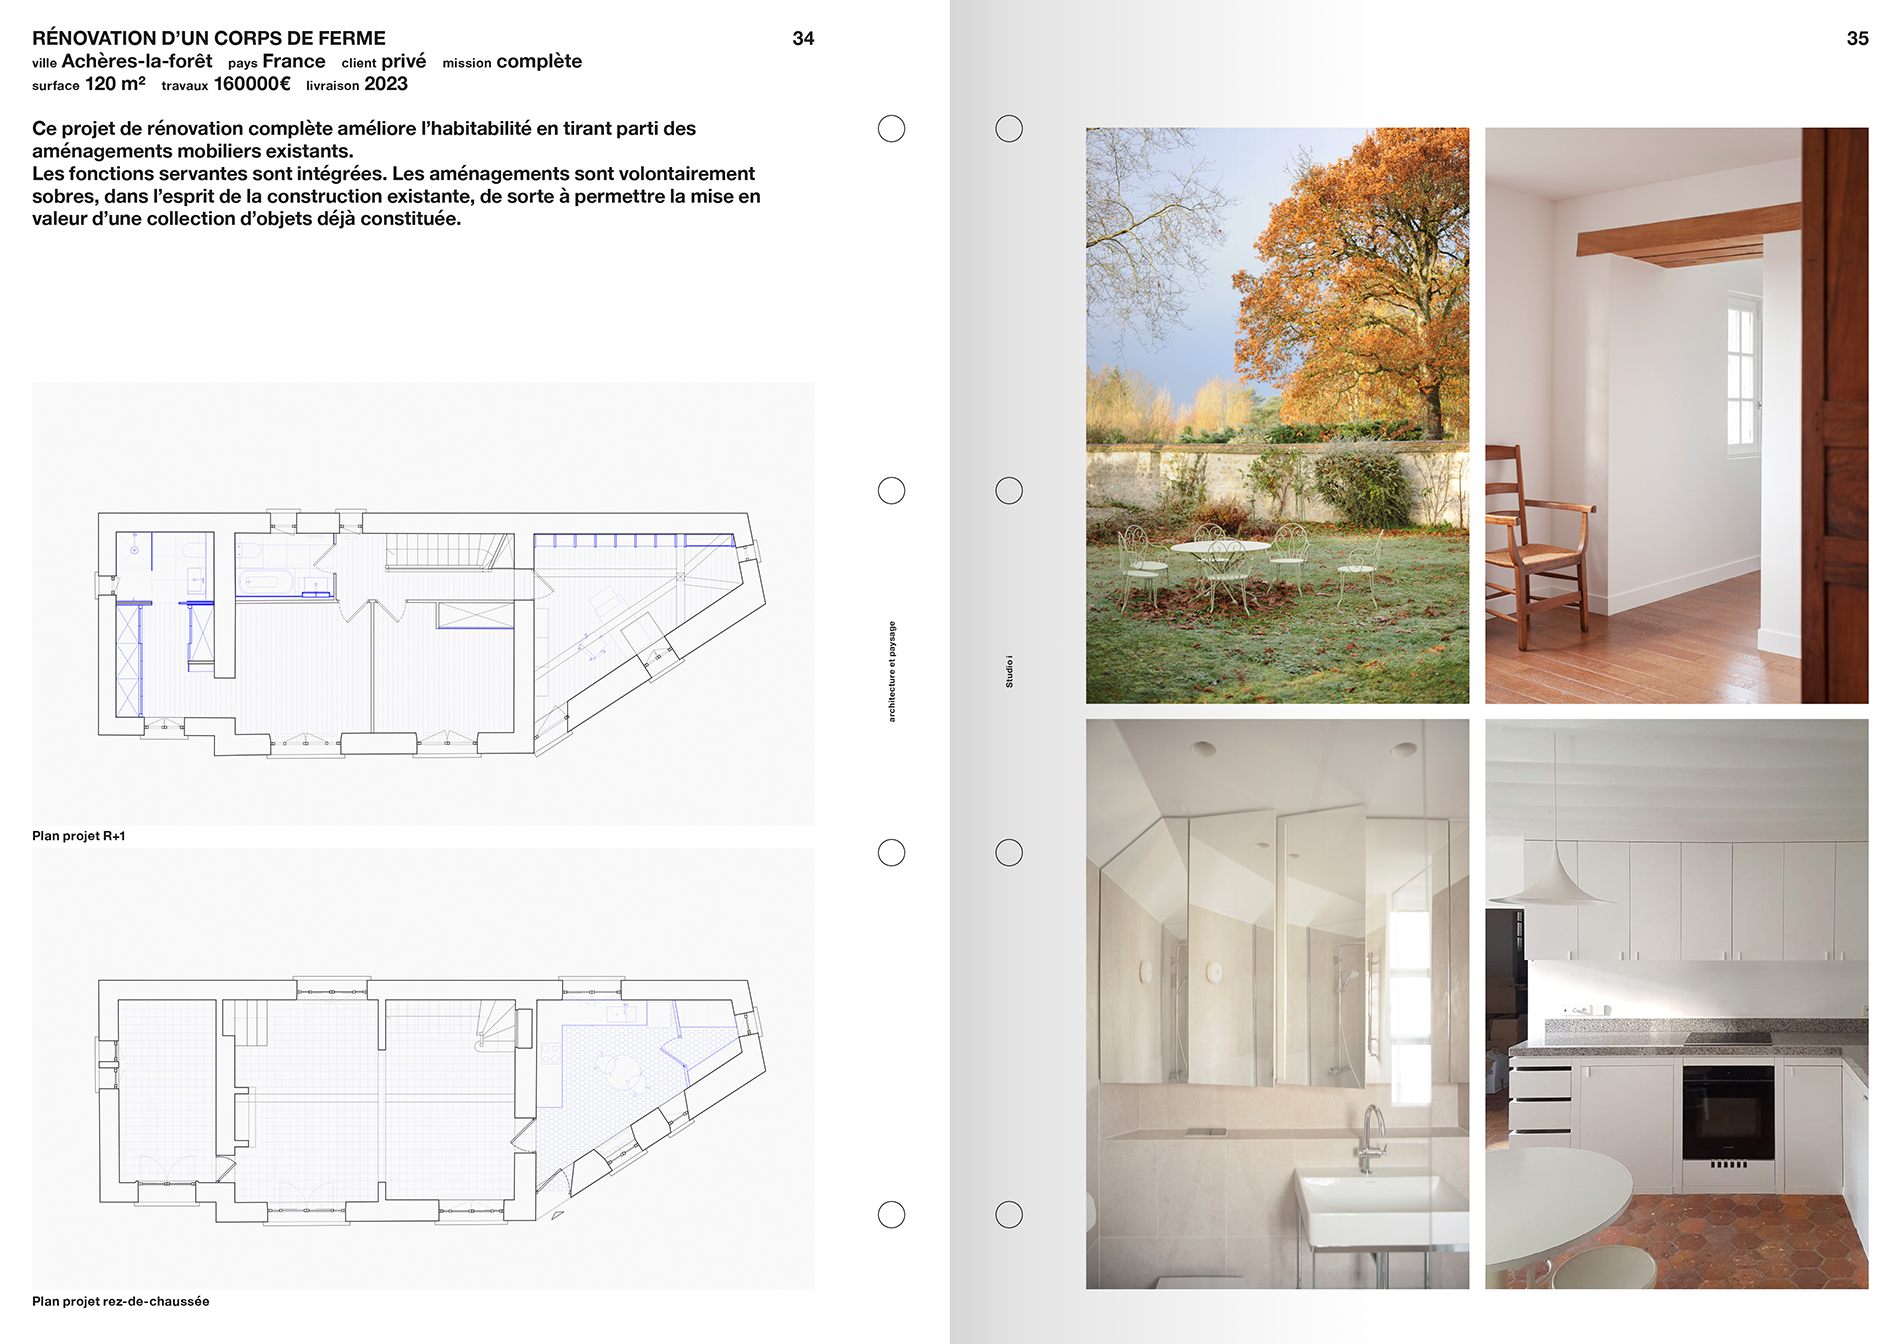 RÉNOVATION D’UN CORPS DE FERME
34
ville Achères-la-forêt pays France client privé mission complète
surface 120 m² travaux 160000€ livraison 2023
Ce projet de rénovation complète améliore l’habitabilité en tirant parti des
aménagements mobiliers existants.
Les fonctions servantes sont intégrées. Les aménagements sont volontairement
sobres, dans l’esprit de la construction existante, de sorte à permettre la mise en
valeur d’une collection d’objets déjà constituée.
Plan projet R+1
Plan projet rez-de-chaussée
architecture et paysage
Studio i
35